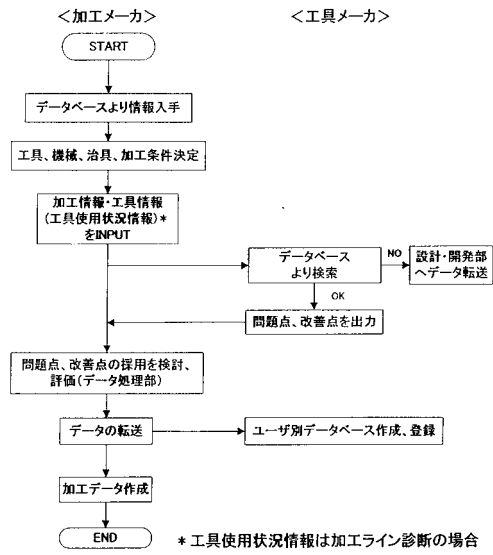 ＜加工メーカ＞
＜工具メーカ＞
START
データベースより情報入手
工具、機械、治具、加工条件決定
加工情報・工具情報
(工具使用状況情報)*
をINPUT
データベース
より検索
NO
設計・開発部
へデータ転送
OK
問題点、改善点を出力
問題点、改善点の採用を検討、
評価(データ処理部)
データの転送
ユーザ別データベース作成、登録
加工データ作成
END
*工具使用状況情報は加工ライン診断の場合